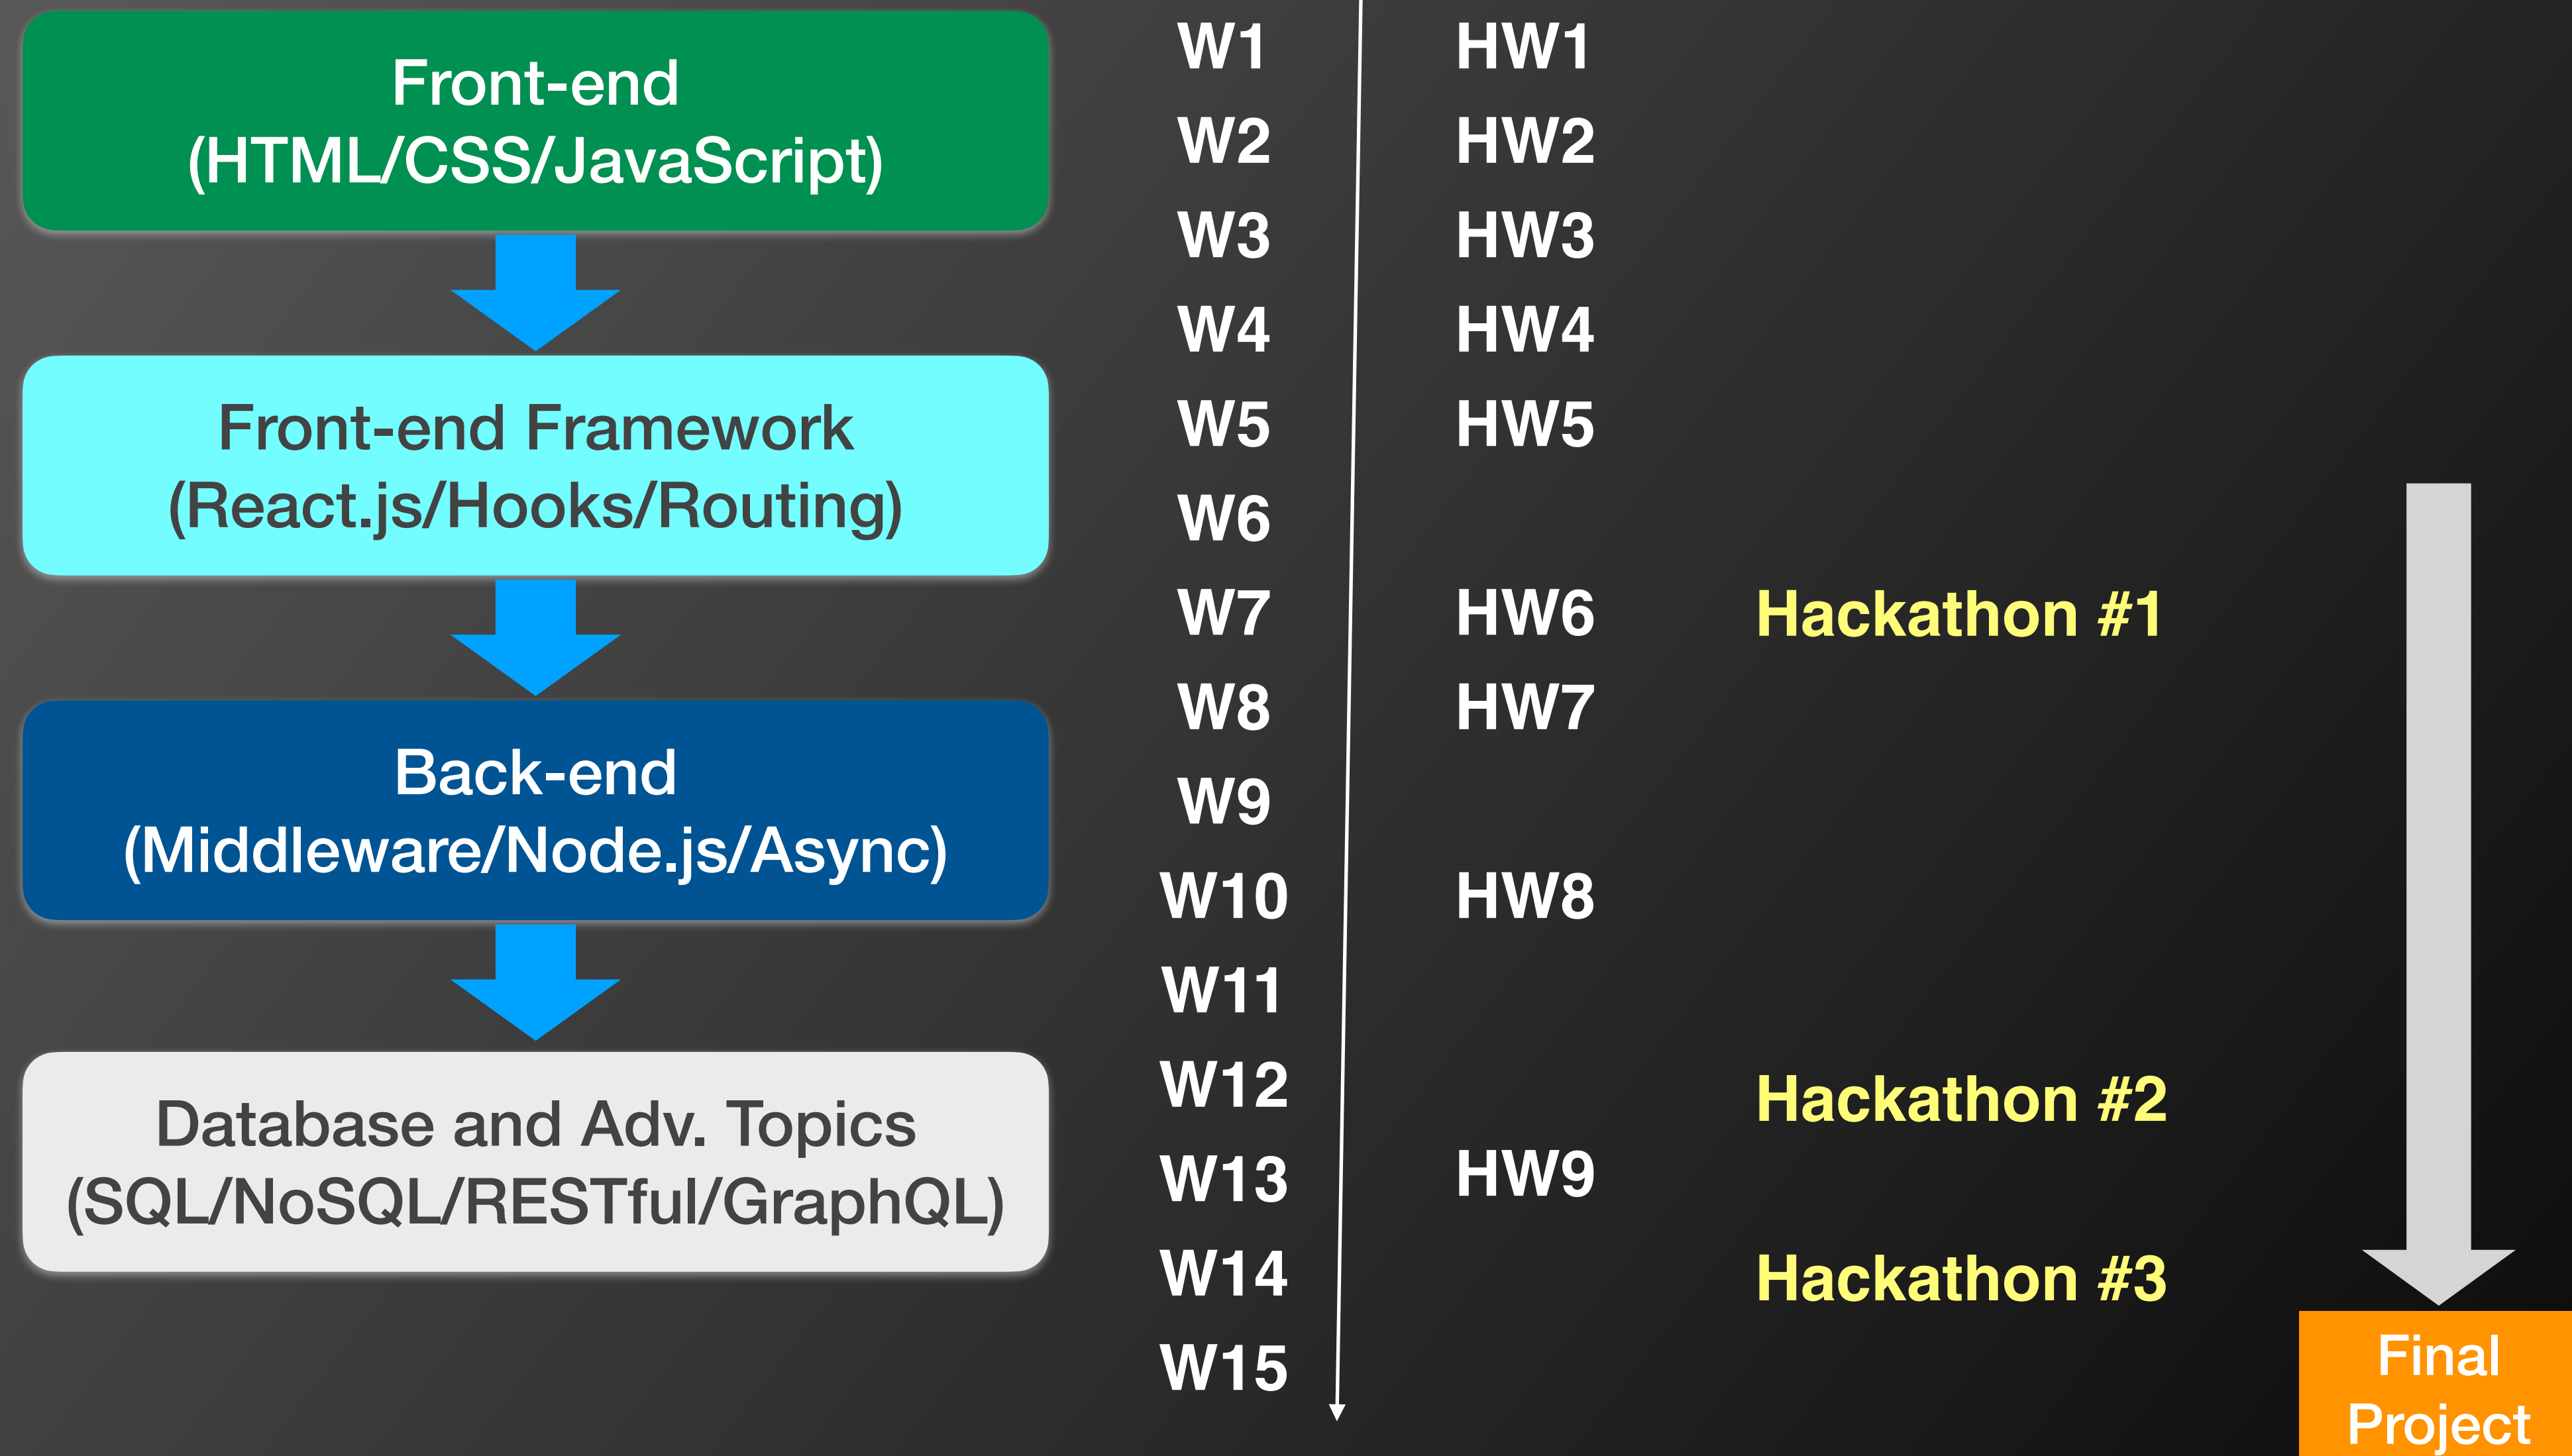 Front-end
(HTML/CSS/JavaScript)
Front-end Framework
(React.js/Hooks/Routing)
Back-end
(Middleware/Node.js/Async)
Database and Adv. Topics
(SQL/NoSQL/RESTful/GraphQL)
W1 HW1
W2 HW2
W3 HW3
W4 HW4
W5 HW5
W6
W7 HW6 Hackathon #1
W8 HW7
W9
W10 HW8
W11
W12 Hackathon #2
W13 HW9
W14 Hackathon #3
W15
Final
Project